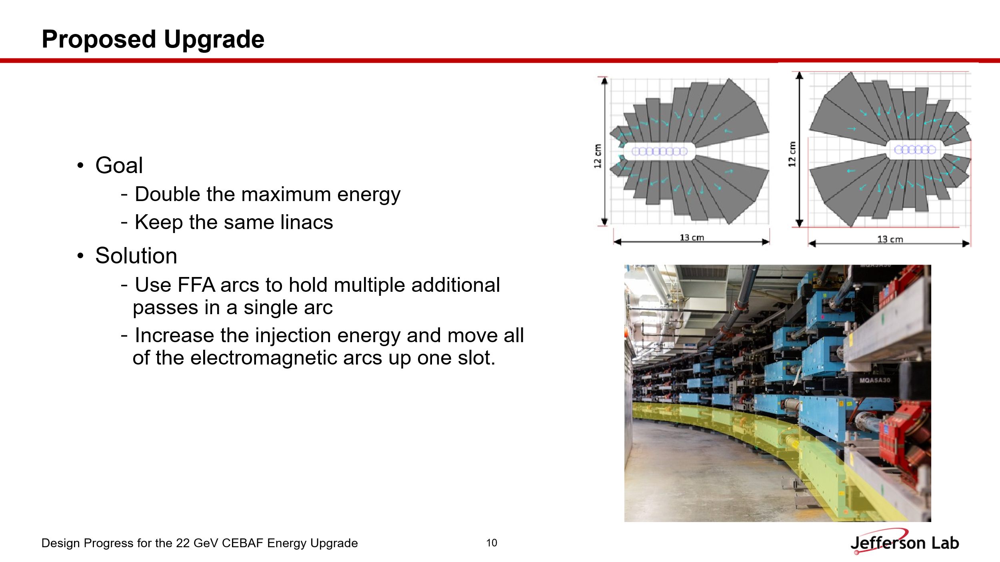 Proposed Upgrade
• Goal
- Double the maximum energy
- Keep the same linacs
• Solution
- Use FFA arcs to hold multiple additional
passes in a single arc
- Increase the injection energy and move all
of the electromagnetic arcs up one slot.
12 cm
13 cm
12 cm
13 cm
MQA3A30
MQA5A30
Design Progress for the 22 GeV CEBAF Energy Upgrade
10
Jefferson Lab